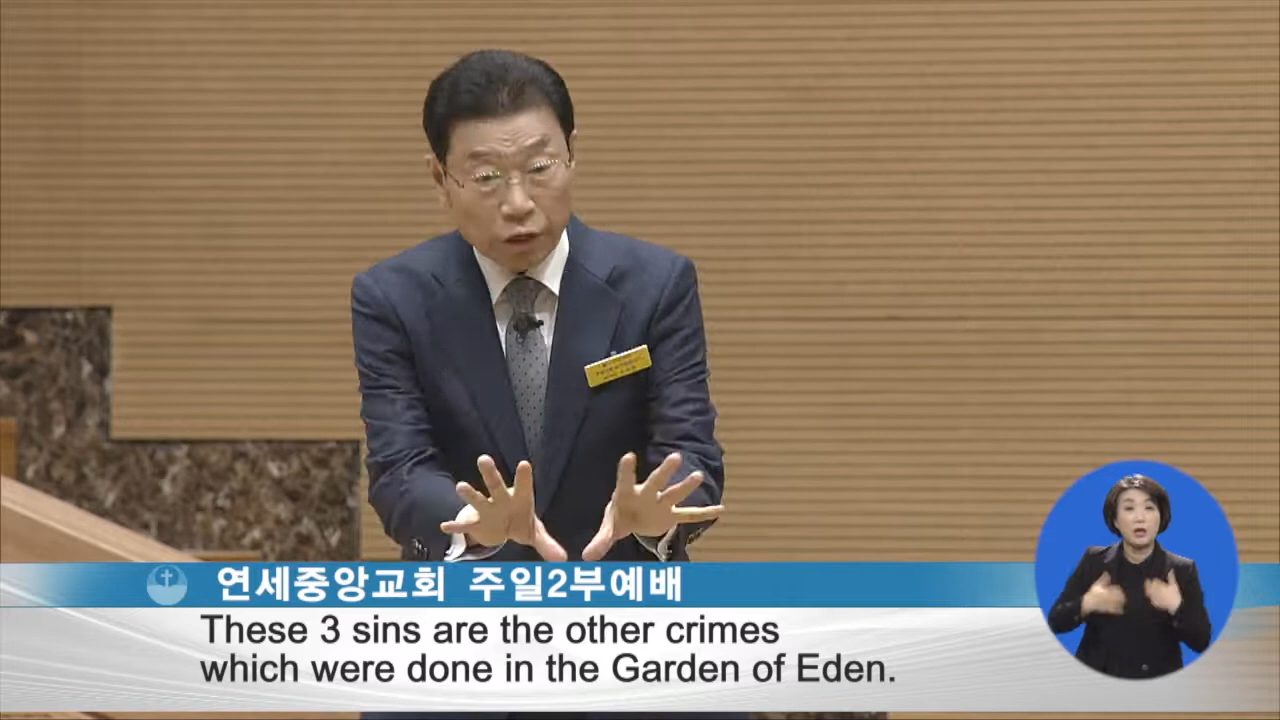 연세중앙교회 주일2부예배
These 3 sins are the other crimes
which were done in the Garden of Eden.